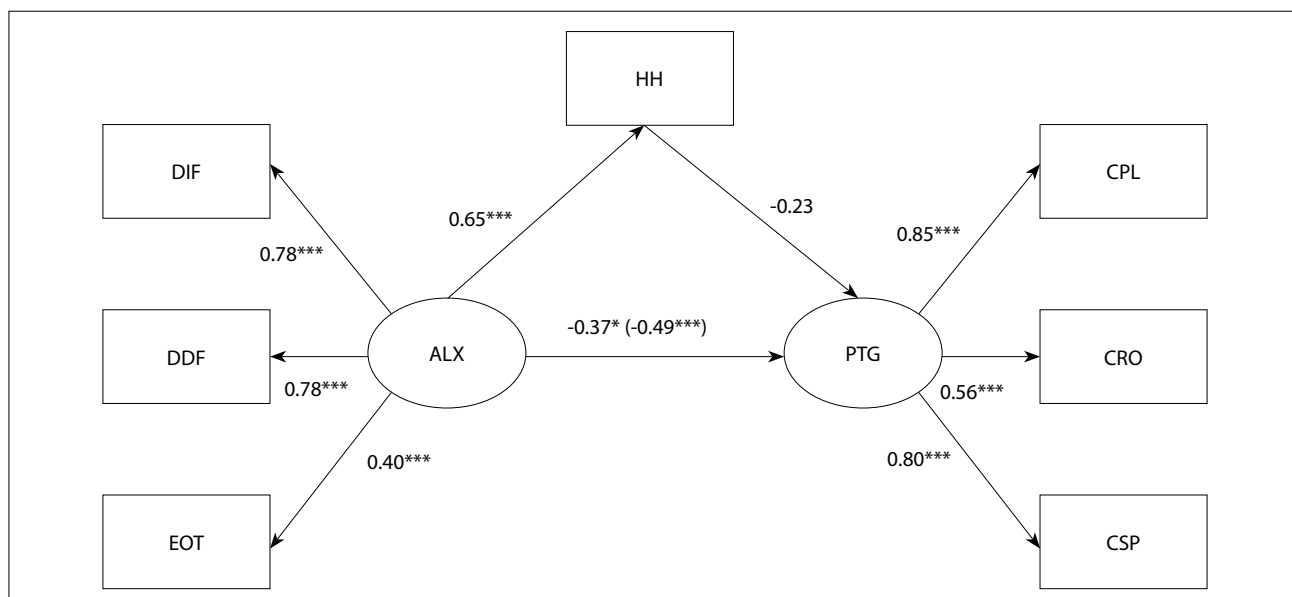 HH
DIF
CPL
0.65***
-0.23
0.78***
0.85***
-0.37* (-0.49***)
DDF
ALX
PTG
CRO
0.78***
0.56***
0.40***
0.80***
EOT
CSP